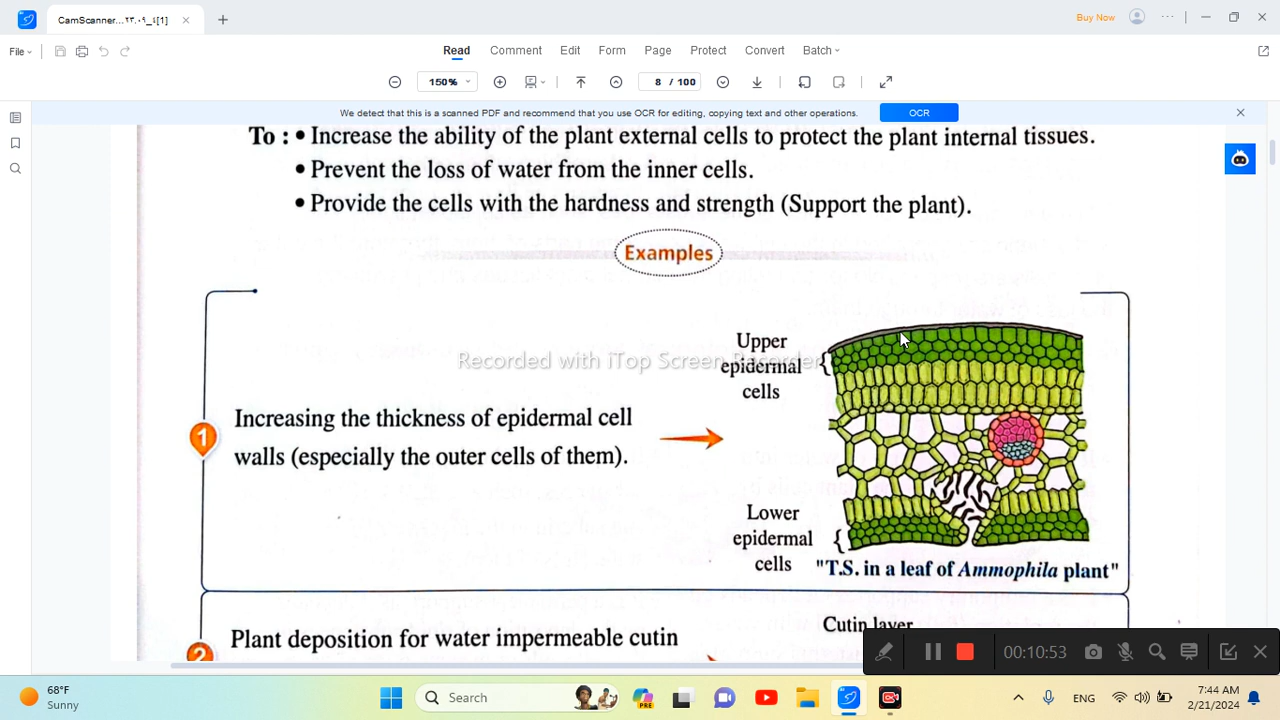 CamScanner...٢٣.٠٩_٤[1]
Buy Now
File
Read
Comment
Edit
Form
Page
Protect
Convert
Batch
150%
8 / 100
We detect that this is a scanned PDF and recommend that you use OCR for editing, copying text and other operations.
OCR
To : • Increase the ability of the plant external cells to protect the plant internal tissues.
• Prevent the loss of water from the inner cells.
• Provide the cells with the hardness and strength (Support the plant).
Examples
Upper
epidermal
cells
Recorded with iTop Screen Recorder
1
Increasing the thickness of epidermal cell
walls (especially the outer cells of them).
Lower
epidermal
cells
"T.S. in a leaf of Ammophila plant"
Cutin layer
2
Plant deposition for water impermeable cutin
00:10:53
68°F
Sunny
Search
PRE
ENG
7:44 AM
2/21/2024